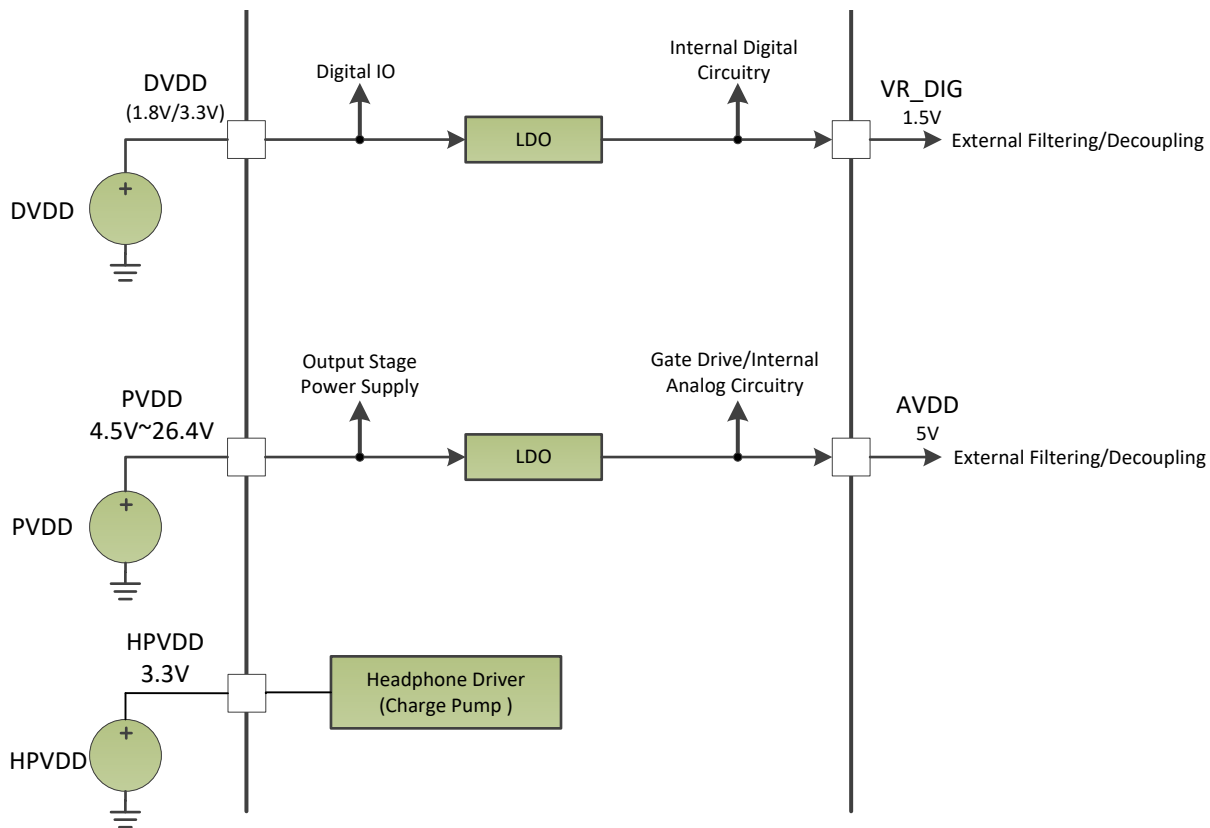 Digital IO
Internal Digital
Circuitry
DVDD
(1.8V/3.3V)
LDO
VR_DIG
1.5V
External Filtering/Decoupling
+
DVDD
Output Stage
Power Supply
Gate Drive/Internal
Analog Circuitry
PVDD
4.5V~26.4V
LDO
AVDD
5V
External Filtering/Decoupling
+
PVDD
HPVDD
3.3V
Headphone Driver
(Charge Pump )
+
HPVDD